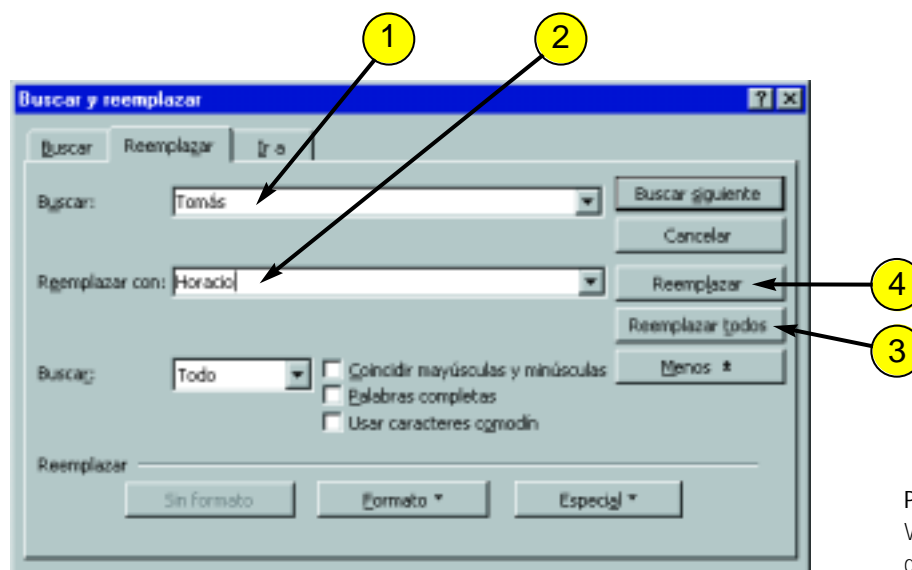 1 2
Buscar y reemplazar
Buscar Reemplazar Ir a
Buscar: Tomás Buscar siguiente
Cancelar
Reemplazar con: Horacio Reemplazar 4
Reemplazar todos
3
Buscar: Todo Coincidir mayúsculas y minúsculas Menos
Palabras completas
Usar caracteres comodín
Reemplazar
Sin formato Formato Especial